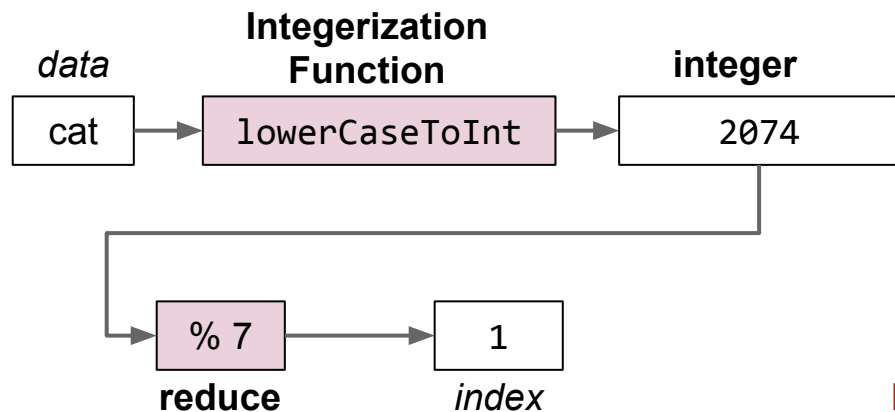 Integerization
Function
data
integer
cat
lowerCaseToInt
2074
% 7
1
reduce
index